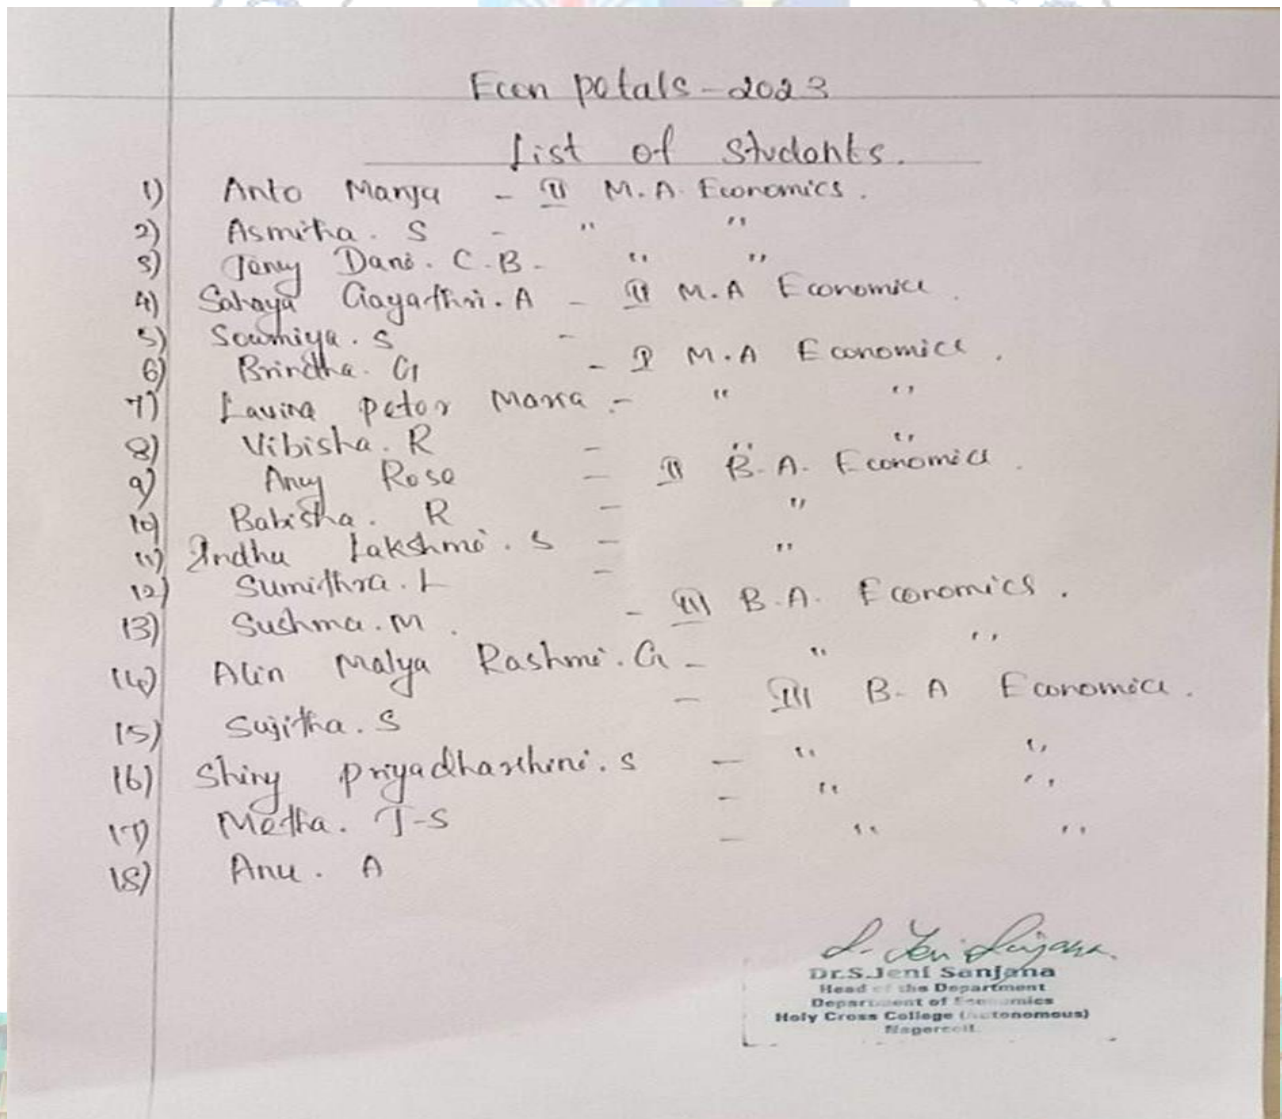 Econ petals - 2023
List of Students.
1) Anto Manja - II M.A. Economics.
2) Asmitha. S - " "
3) Jeny Dani. C.B. - " "
4) Sahaya Gayathri. A - II M.A Economics.
5) Sowmiya. S -
6) Brindha. G - I M.A Economics.
7) Lavina peter Maria - " "
8) Vibisha. R - " "
9) Any Rose - II B.A. Economics.
10) Babisha. R - "
11) Indhu Lakshmi. S - "
12) Sumithra. L -
13) Sushma. M. - III B.A. Economics.
14) Alin Malya Rashmi. G - " "
15) Sujitha. S - III B.A Economics.
16) Shiny priyadharshini. S - " "
17) Metha. T-S - " "
18) Anu. A - " "
S. Jeni Sanjana
Dr.S.Jeni Sanjana
Head of the Department
Department of Economics
Holy Cross College (Autonomous)
Nagercoil.